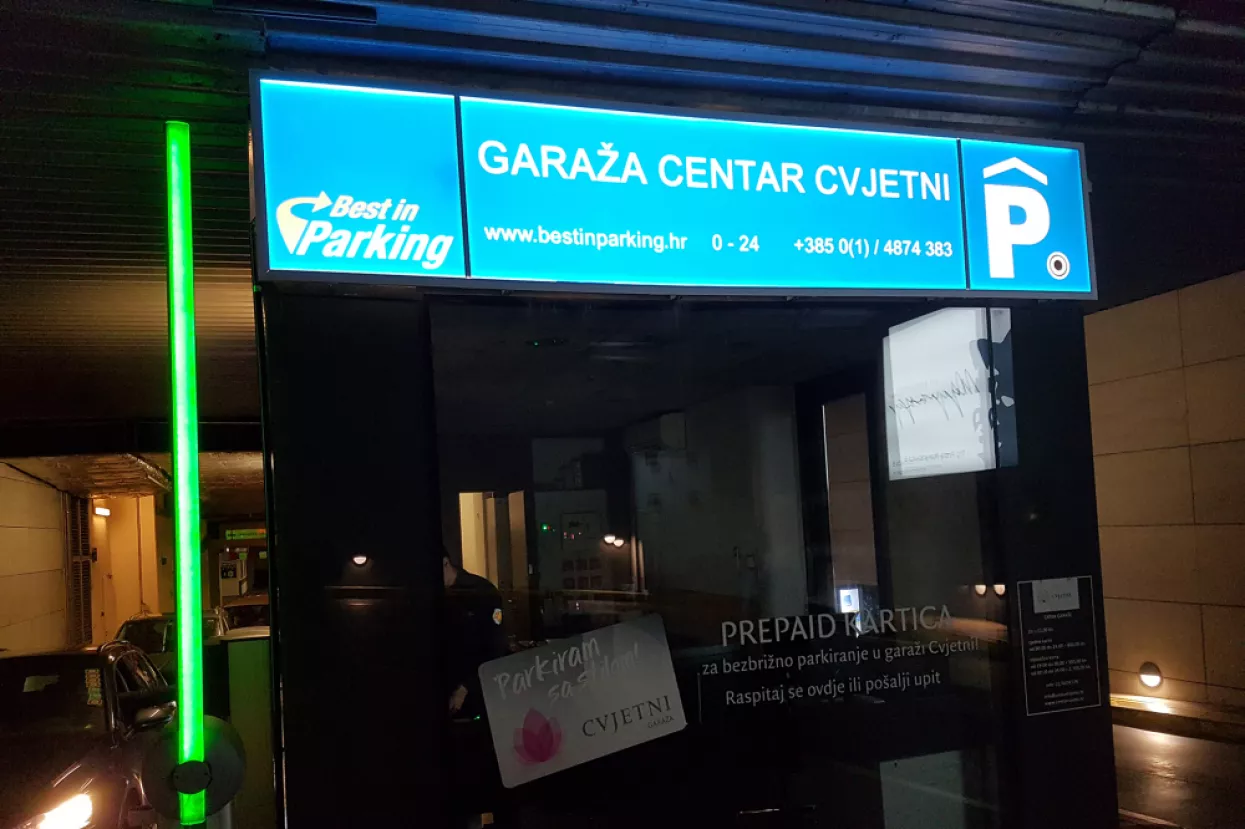 GARAŽA CENTAR CVJETNI
P
Best in
Parking
www.bestinparking.hr 0 - 24 +385 0(1) / 4874 383
PREPAID KARTICA
za bezbrižno parkiranje u garaži Cvjetni!
Raspitaj se ovdje ili pošalji upit
Parkiram
sa stilom!
CVJETNI
GARAŽA